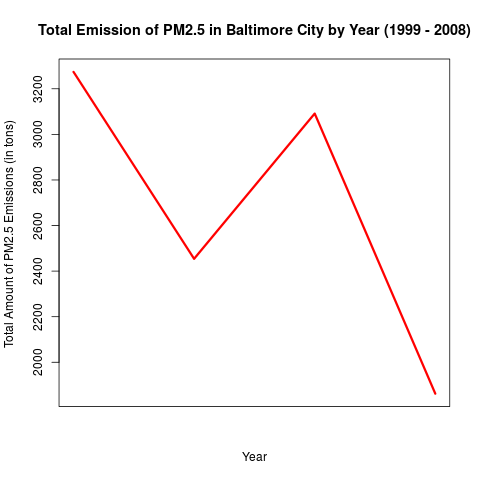 Total Emission of PM2.5 in Baltimore City by Year (1999 - 2008)
Total Amount of PM2.5 Emissions (in tons)
3200
3000
2800
2600
2400
2200
2000
Year